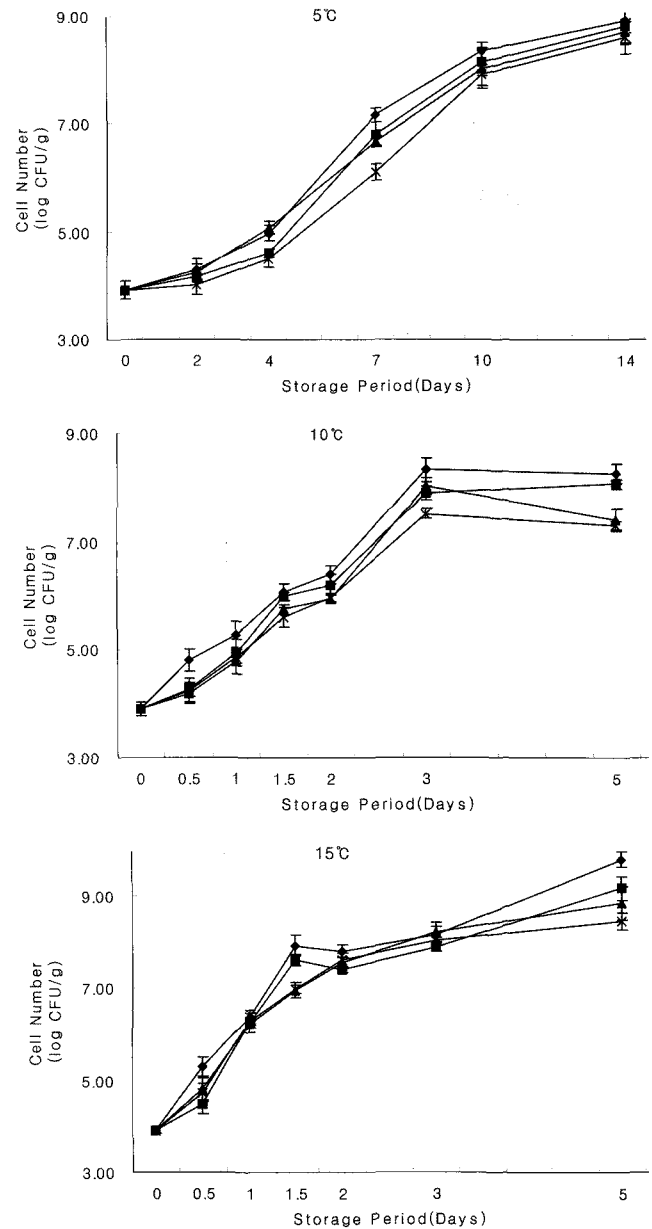 5℃
9.00
7.00
5.00
3.00
Cell Number
(log CFU/g)
0 2 4 7 10 14
Storage Period(Days)
10℃
9.00
7.00
5.00
3.00
Cell Number
(log CFU/g)
0 0.5 1 1.5 2 3 5
Storage Period(Days)
15℃
9.00
7.00
5.00
3.00
Cell Number
(log CFU/g)
0 0.5 1 1.5 2 3 5
Storage Period(Days)